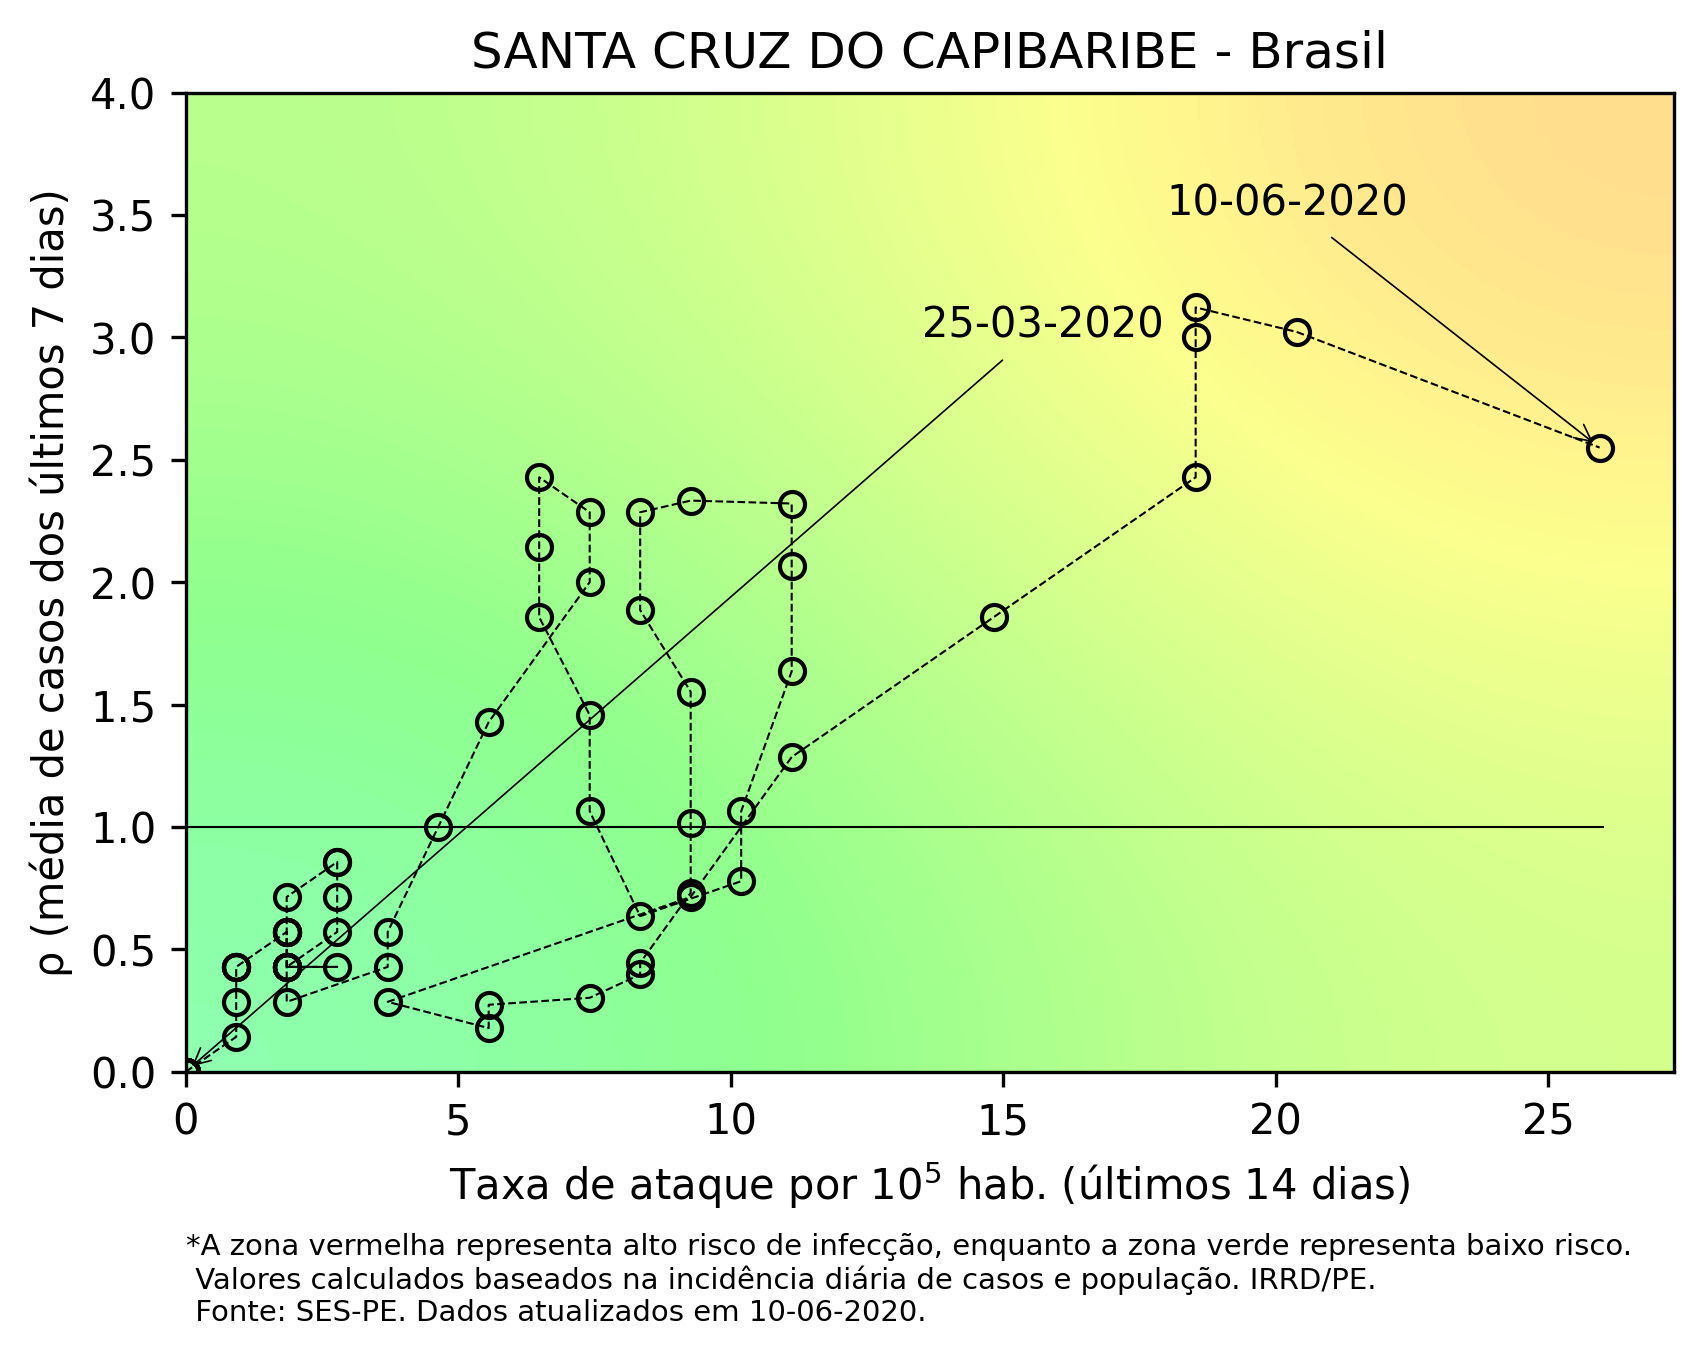 SANTA CRUZ DO CAPIBARIBE - Brasil
4.0
3.5
3.0
2.5
2.0
1.5
1.0
0.5
0.0
ρ (média de casos dos últimos 7 dias)
10-06-2020
25-03-2020
0 5 10 15 20 25
Taxa de ataque por 10⁵ hab. (últimos 14 dias)
*A zona vermelha representa alto risco de infecção, enquanto a zona verde representa baixo risco.
Valores calculados baseados na incidência diária de casos e população. IRRD/PE.
Fonte: SES-PE. Dados atualizados em 10-06-2020.